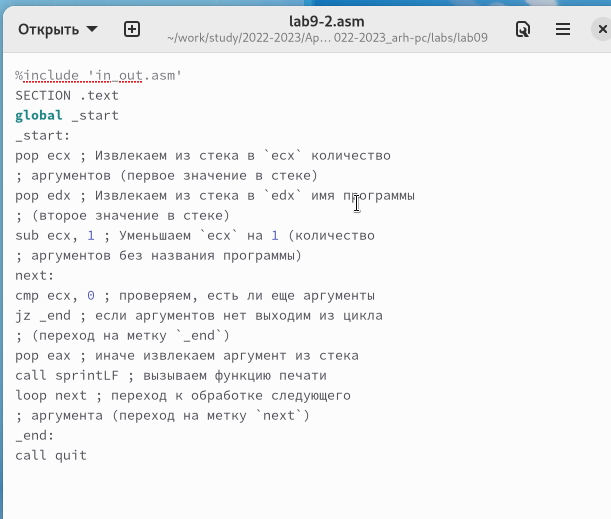 Открыть
lab9-2.asm
~/work/study/2022-2023/Ар... 022-2023_arh-pc/labs/lab09
%include 'in_out.asm'
SECTION .text
global _start
_start:
pop ecx ; Извлекаем из стека в `ecx` количество
; аргументов (первое значение в стеке)
pop edx ; Извлекаем из стека в `edx` имя программы
; (второе значение в стеке)
sub ecx, 1 ; Уменьшаем `ecx` на 1 (количество
; аргументов без названия программы)
next:
cmp ecx, 0 ; проверяем, есть ли еще аргументы
jz _end ; если аргументов нет выходим из цикла
; (переход на метку `_end`)
pop eax ; иначе извлекаем аргумент из стека
call sprintLF ; вызываем функцию печати
loop next ; переход к обработке следующего
; аргумента (переход на метку `next`)
_end:
call quit